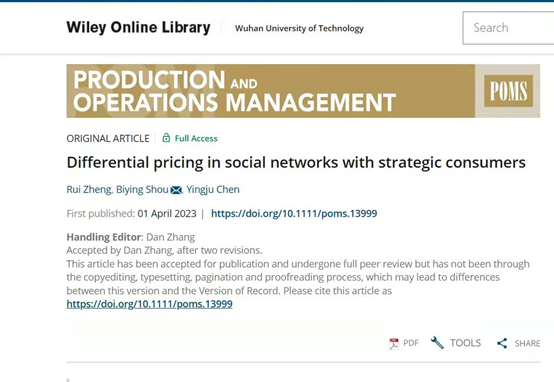 Wiley Online Library
Wuhan University of Technology
Search
PRODUCTION AND
OPERATIONS MANAGEMENT
POMS
ORIGINAL ARTICLE
Full Access
Differential pricing in social networks with strategic consumers
Rui Zheng, Biying Shou, Yingju Chen
First published: 01 April 2023 | https://doi.org/10.1111/poms.13999
Handling Editor: Dan Zhang
Accepted by Dan Zhang, after two revisions.
This article has been accepted for publication and undergone full peer review but has not been through
the copyediting, typesetting, pagination and proofreading process, which may lead to differences
between this version and the Version of Record. Please cite this article as
https://doi.org/10.1111/poms.13999
PDF TOOLS SHARE